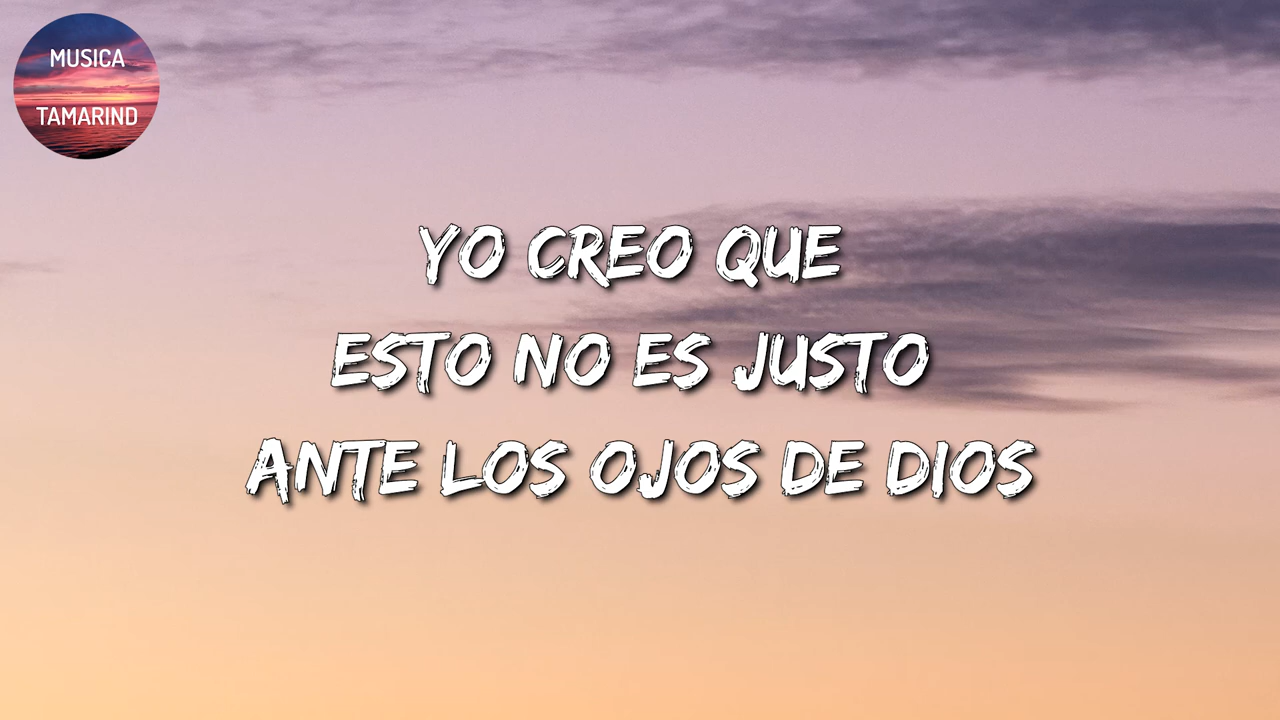 MUSICA
TAMARIND
YO CREO QUE
ESTO NO ES JUSTO
ANTE LOS OJOS DE DIOS